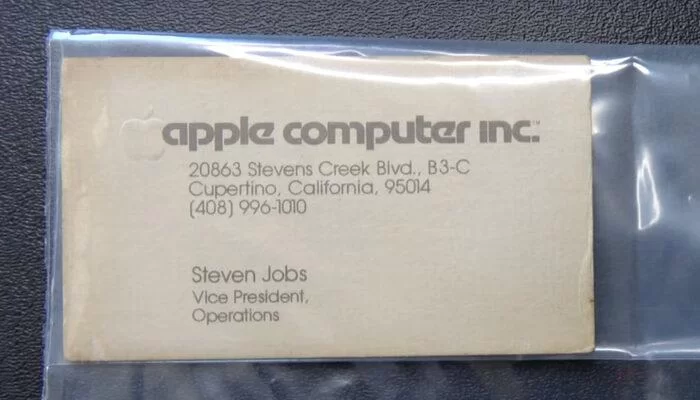 apple computer inc.™
20863 Stevens Creek Blvd., B3-C
Cupertino, California, 95014
(408) 996-1010
Steven Jobs
Vice President,
Operations